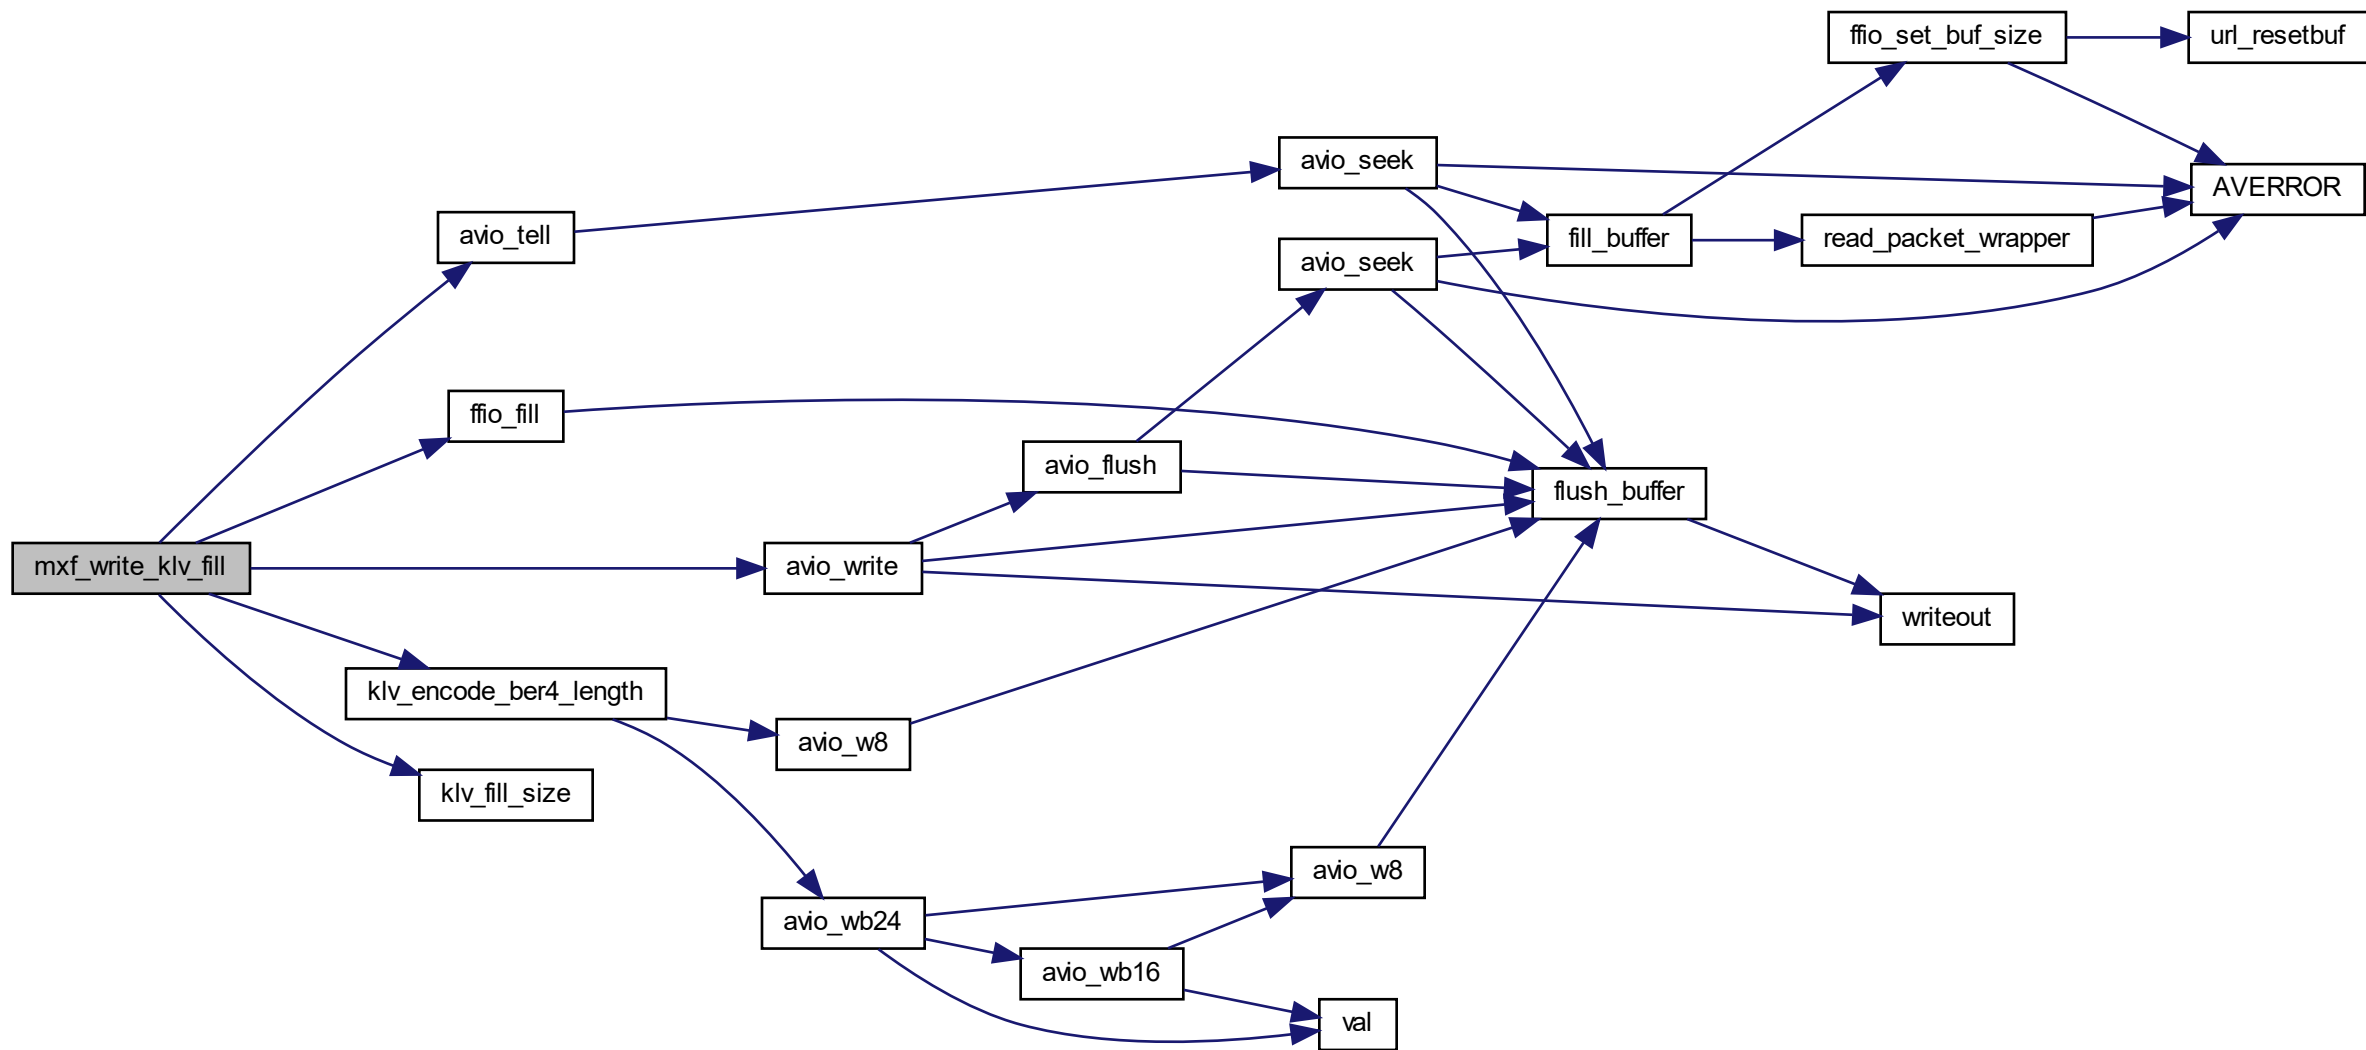 ffio_set_buf_size
url_resetbuf
avio_seek
AVERROR
avio_tell
fill_buffer
read_packet_wrapper
avio_seek
ffio_fill
avio_flush
flush_buffer
mxf_write_klv_fill
avio_write
writeout
klv_encode_ber4_length
avio_w8
klv_fill_size
avio_w8
avio_wb24
avio_wb16
val